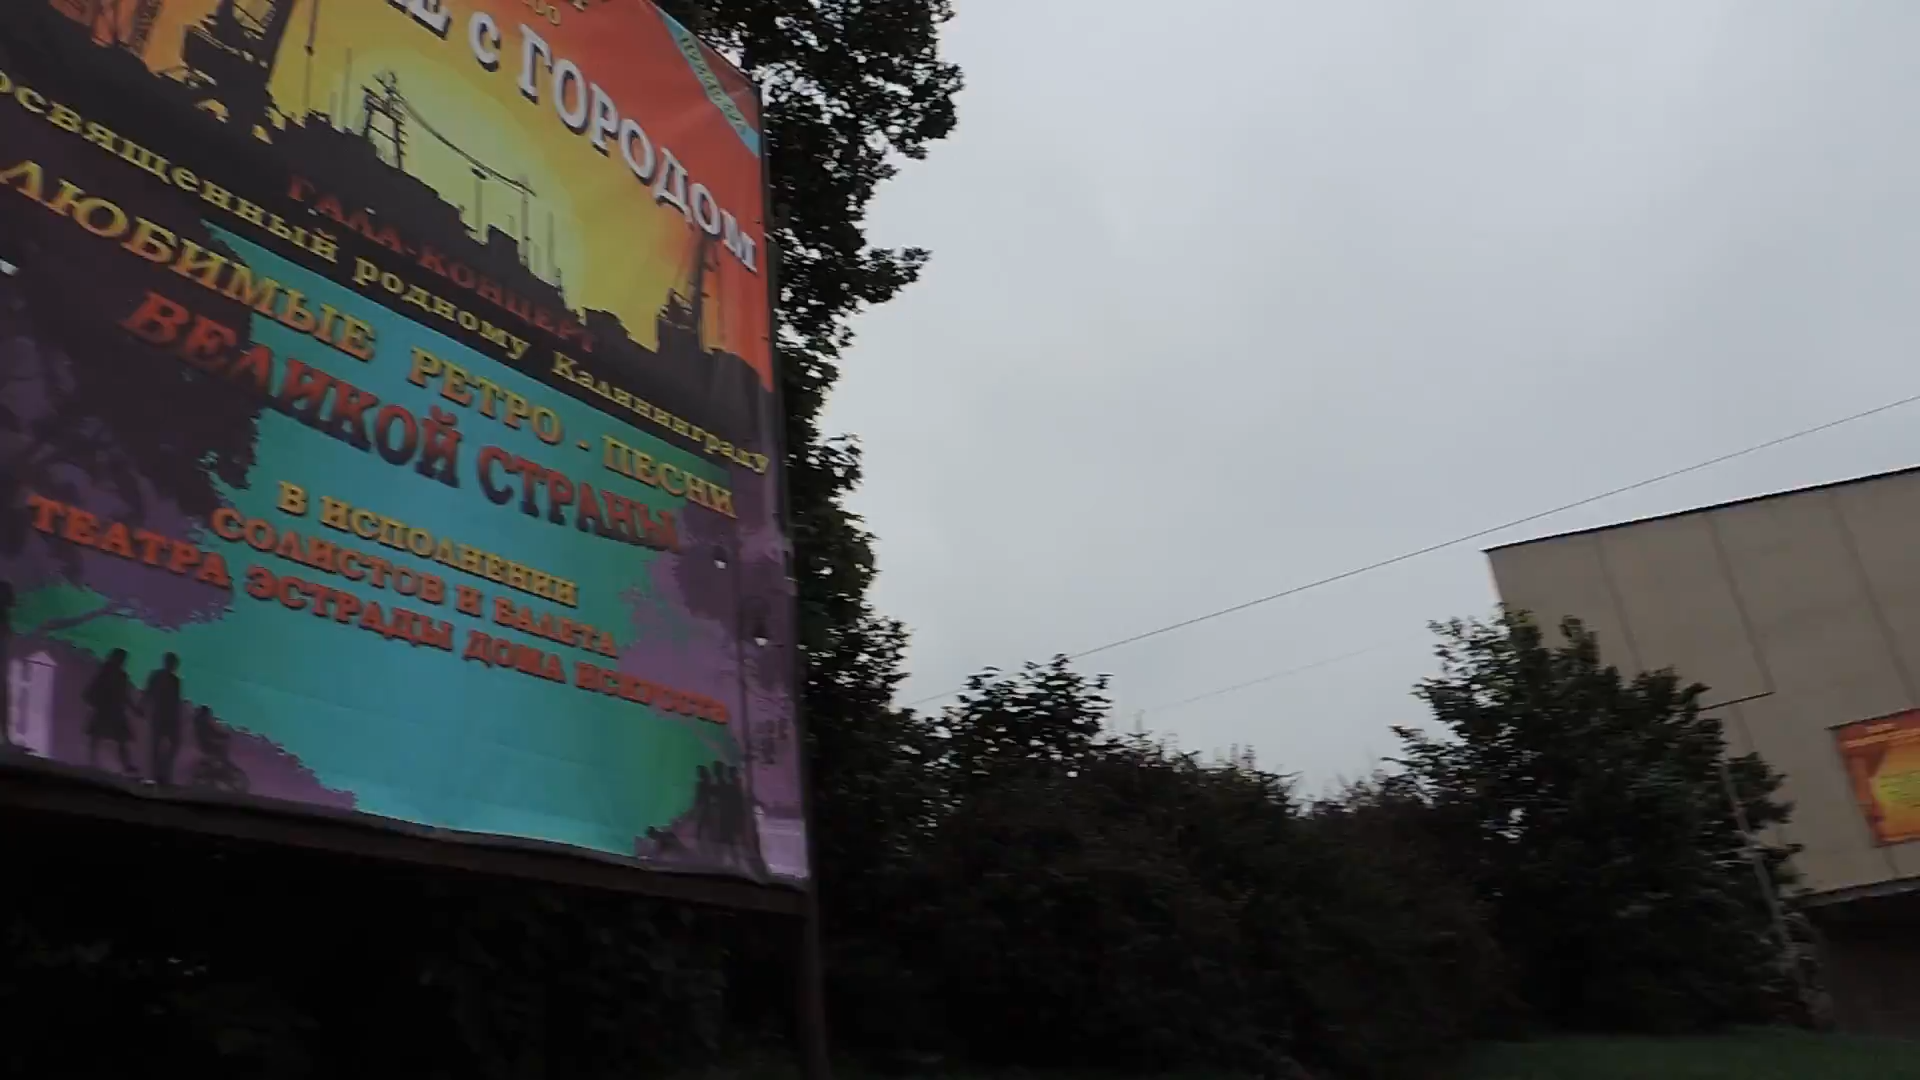 с ГОРОДОМ
ГАЛА-КОНЦЕРТ
посвященный родному Калининграду
ЛЮБИМЫЕ РЕТРО - ПЕСНИ
ВЕЛИКОЙ СТРАНЫ
В ИСПОЛНЕНИИ
СОЛИСТОВ И БАЛЕТА
ТЕАТРА ЭСТРАДЫ ДОМА ИСКУССТВ